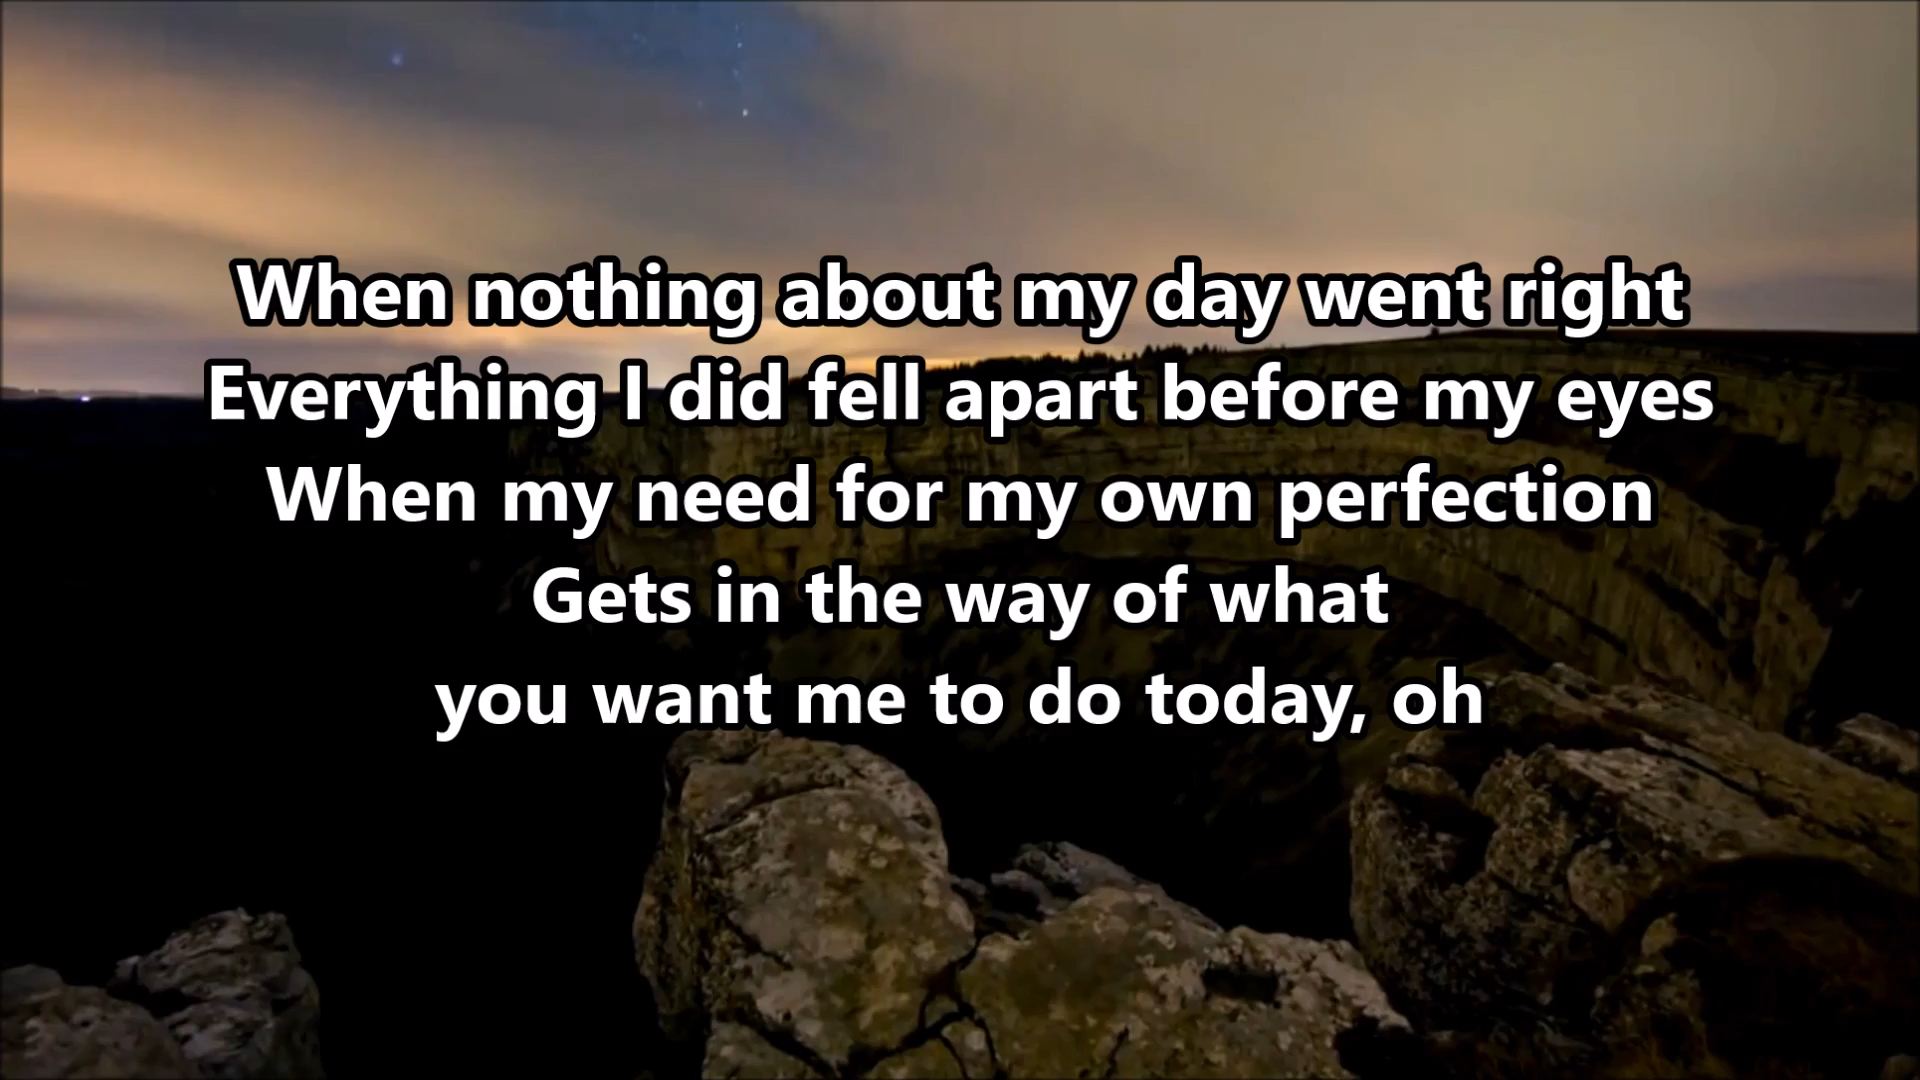 When nothing about my day went right
Everything I did fell apart before my eyes
When my need for my own perfection
Gets in the way of what
you want me to do today, oh